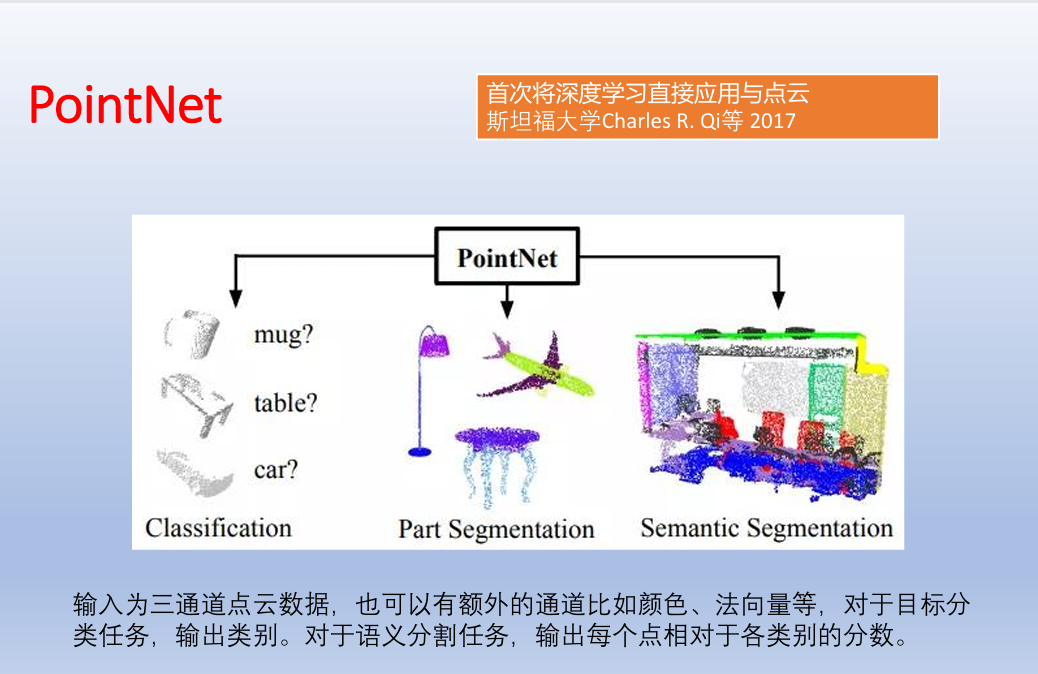 PointNet
首次将深度学习直接应用与点云
斯坦福大学Charles R. Qi等 2017
PointNet
mug?
table?
car?
Classification
Part Segmentation
Semantic Segmentation
输入为三通道点云数据，也可以有额外的通道比如颜色、法向量等，对于目标分
类任务，输出类别。对于语义分割任务，输出每个点相对于各类别的分数。